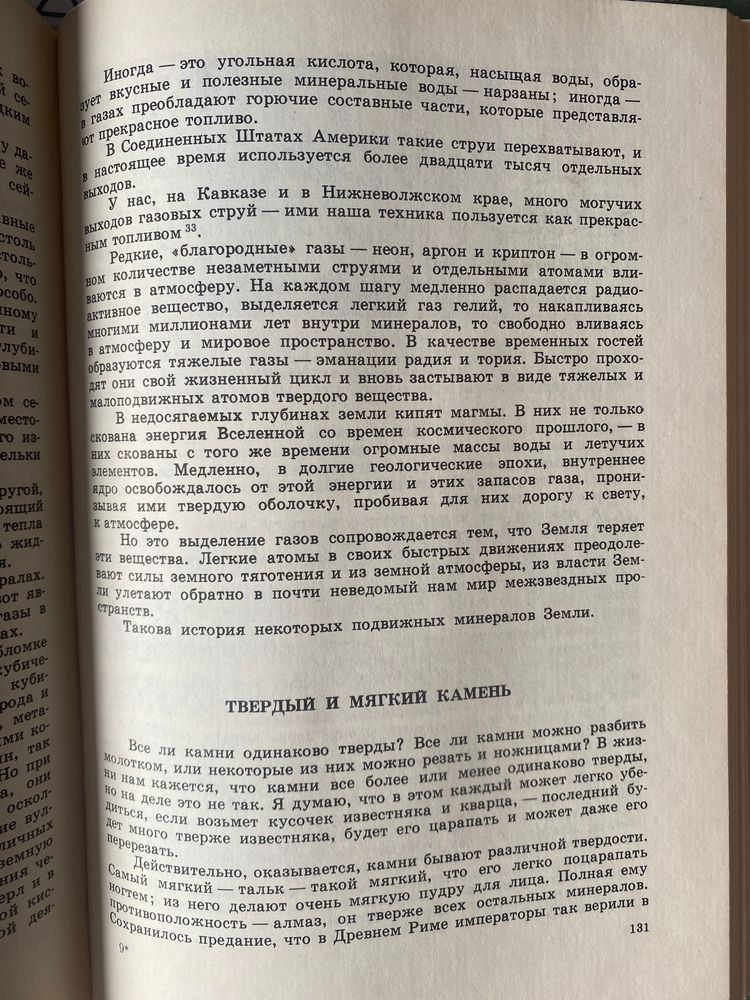 Иногда — это угольная кислота, которая, насыщая воды, обра-
зует вкусные и полезные минеральные воды — нарзаны; иногда —
в газах преобладают горючие составные части, которые представля-
ют прекрасное топливо.
В Соединенных Штатах Америки такие струи перехватывают, и
в настоящее время используется более двадцати тысяч отдельных
выходов.
У нас, на Кавказе и в Нижневолжском крае, много могучих
выходов газовых струй — ими наша техника пользуется как прекрас-
ным топливом 33.
Редкие, «благородные» газы — неон, аргон и криптон — в огром-
ном количестве незаметными струями и отдельными атомами вли-
ваются в атмосферу. На каждом шагу медленно распадается радио-
активное вещество, выделяется легкий газ гелий, то накапливаясь
многими миллионами лет внутри минералов, то свободно вливаясь
в атмосферу и мировое пространство. В качестве временных гостей
образуются тяжелые газы — эманации радия и тория. Быстро прохо-
дят они свой жизненный цикл и вновь застывают в виде тяжелых и
малоподвижных атомов твердого вещества.
В недосягаемых глубинах земли кипят магмы. В них не только
скована энергия Вселенной со времен космического прошлого, — в
них скованы с того же времени огромные массы воды и летучих
элементов. Медленно, в долгие геологические эпохи, внутреннее
ядро освобождалось от этой энергии и этих запасов газа, прони-
зывая ими твердую оболочку, пробивая для них дорогу к свету,
к атмосфере.
Но это выделение газов сопровождается тем, что Земля теряет
эти вещества. Легкие атомы в своих быстрых движениях преодоле-
вают силы земного тяготения и из земной атмосферы, из власти Зем-
ли улетают обратно в почти неведомый нам мир межзвездных про-
странств.
Такова история некоторых подвижных минералов Земли.
ТВЕРДЫЙ И МЯГКИЙ КАМЕНЬ
Все ли камни одинаково тверды? Все ли камни можно разбить
молотком, или некоторые из них можно резать и ножницами? В жиз-
ни нам кажется, что камни все более или менее одинаково тверды,
но на деле это не так. Я думаю, что в этом каждый может легко убе-
диться, если возьмет кусочек известняка и кварца, — последний бу-
дет много тверже известняка, будет его царапать и может даже его
перерезать.
Действительно, оказывается, камни бывают различной твердости.
Самый мягкий — тальк — такой мягкий, что его легко поцарапать
ногтем; из него делают очень мягкую пудру для лица. Полная ему
противоположность — алмаз, он тверже всех остальных минералов.
Сохранилось предание, что в Древнем Риме императоры так верили в
9*
131